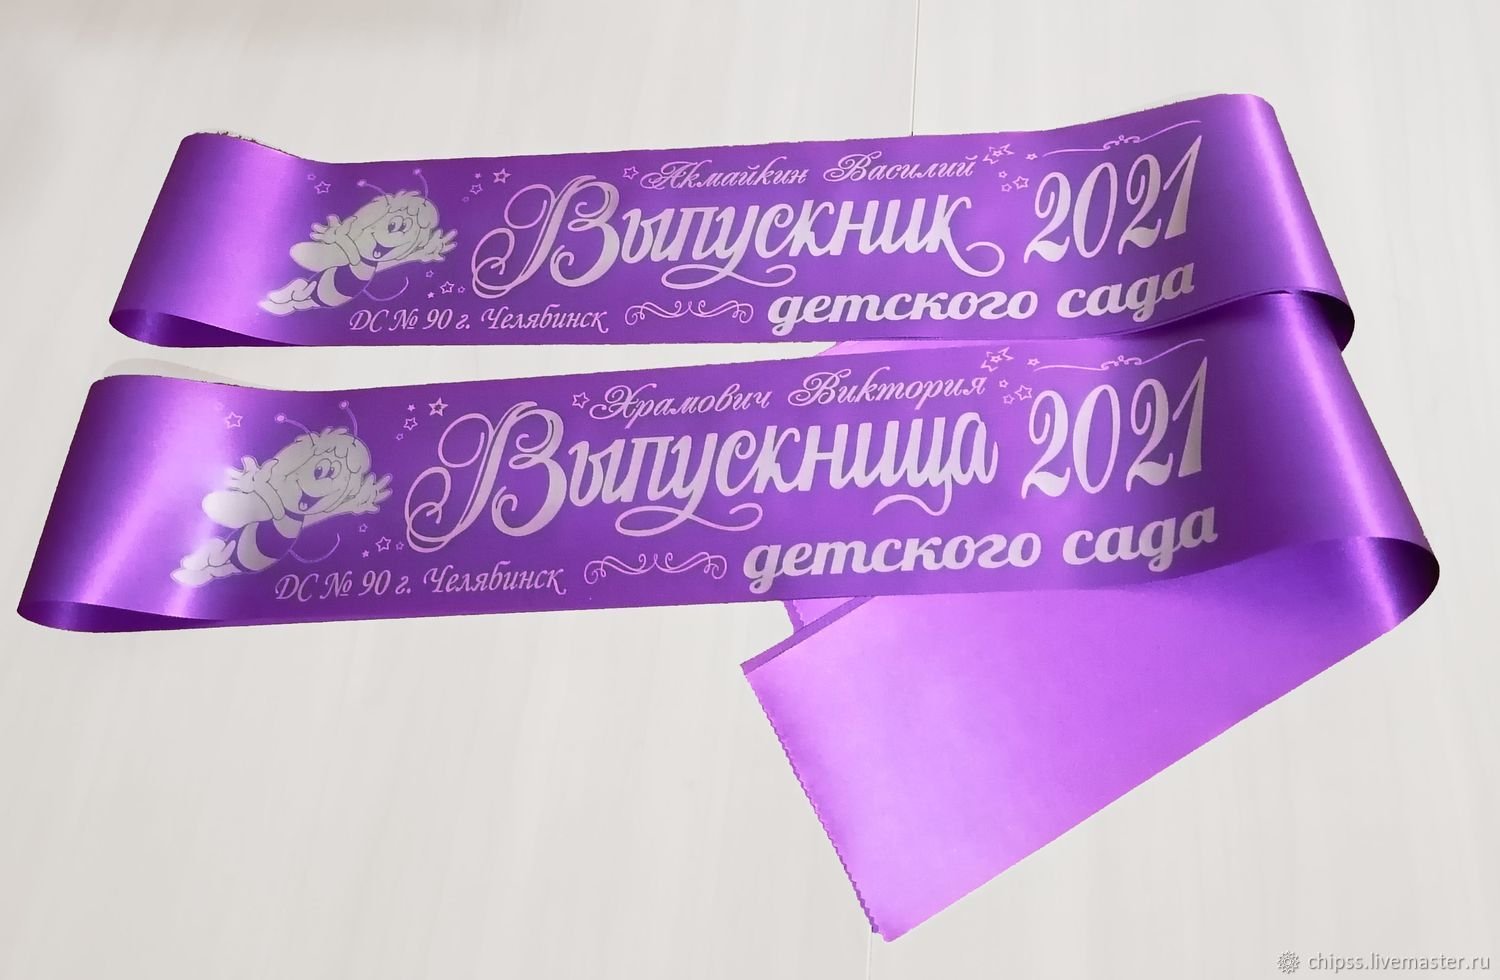 Акмайкин Василий
Выпускник 2021
детского сада
ДС № 90 г. Челябинск
Храмович Виктория
Выпускница 2021
детского сада
ДС № 90 г. Челябинск
chipss.livemaster.ru